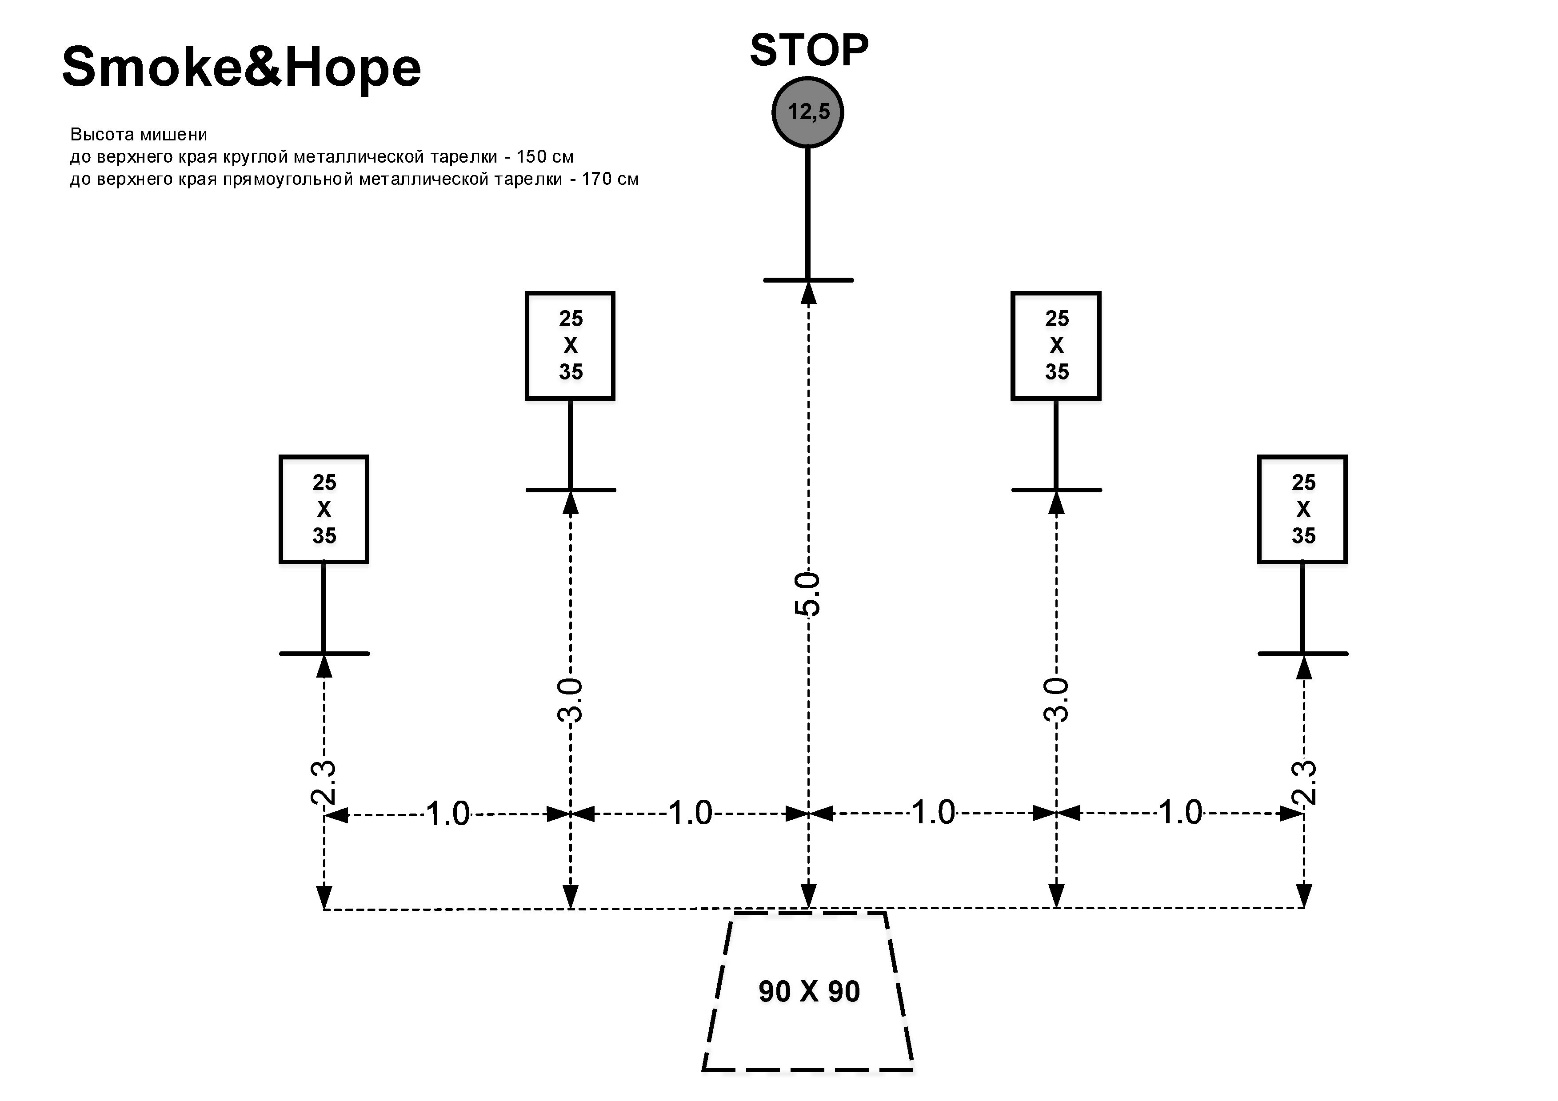 Smoke&Hope
STOP
12,5
Высота мишени
до верхнего края круглой металлической тарелки - 150 см
до верхнего края прямоугольной металлической тарелки - 170 см
25
X
35
25
X
35
25
X
35
25
X
35
5.0
3.0
3.0
2.3
2.3
1.0
1.0
1.0
1.0
90 X 90